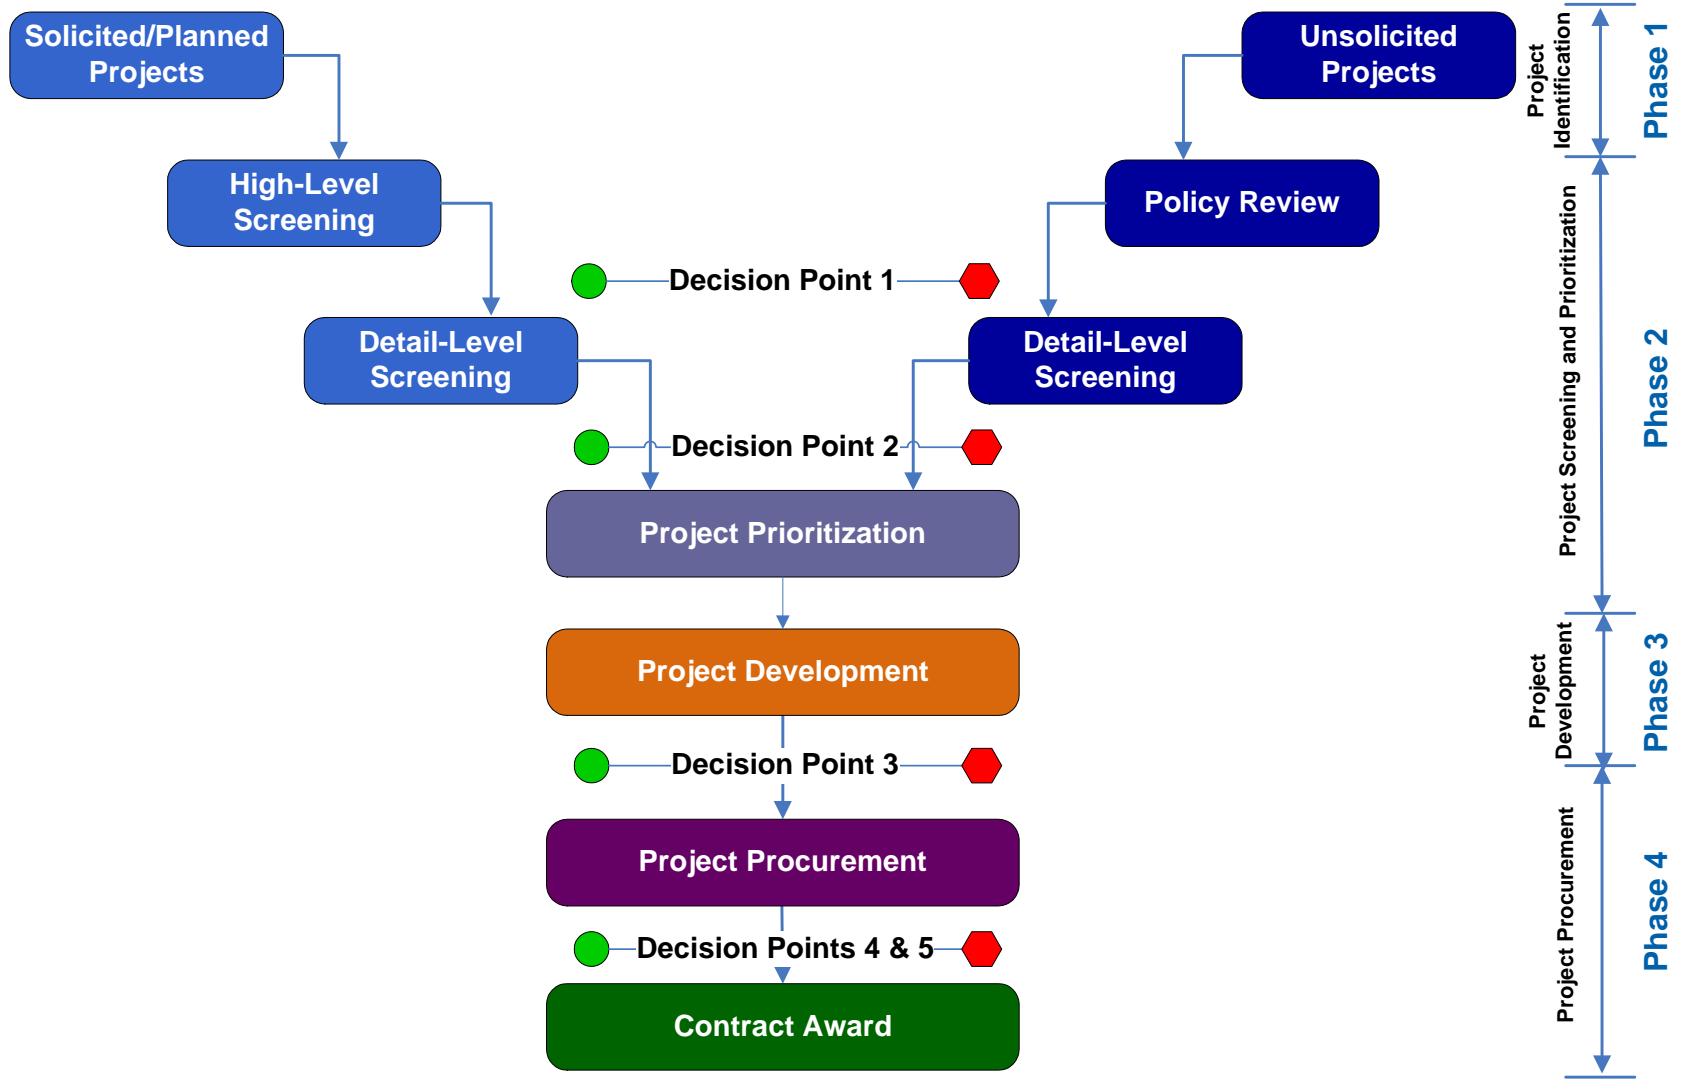 Solicited/Planned
Projects
Unsolicited
Projects
High-Level
Screening
Policy Review
Decision Point 1
Detail-Level
Screening
Detail-Level
Screening
Decision Point 2
Project Prioritization
Project Development
Decision Point 3
Project Procurement
Decision Points 4 & 5
Contract Award
Project
Identification
Phase 1
Project Screening and Prioritization
Phase 2
Project
Development
Phase 3
Project Procurement
Phase 4